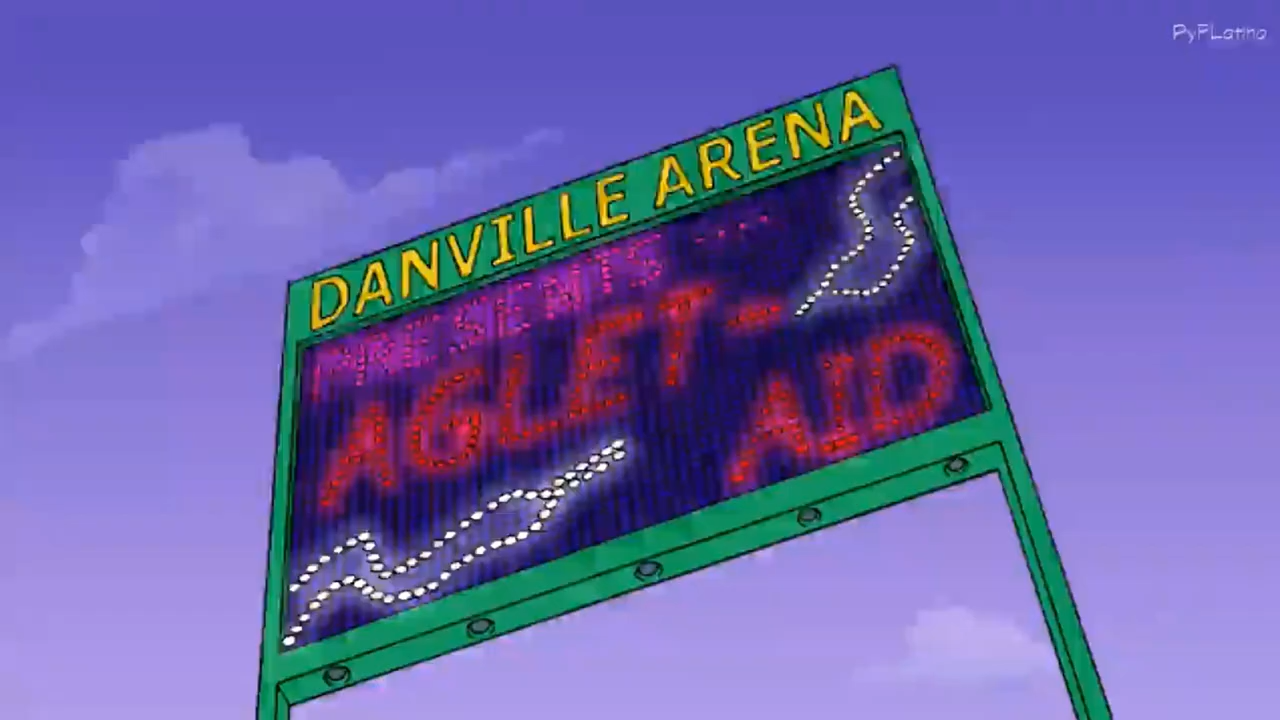 PyPLatino
DANVILLE ARENA
PRESENTS ....
AGLET-
AID